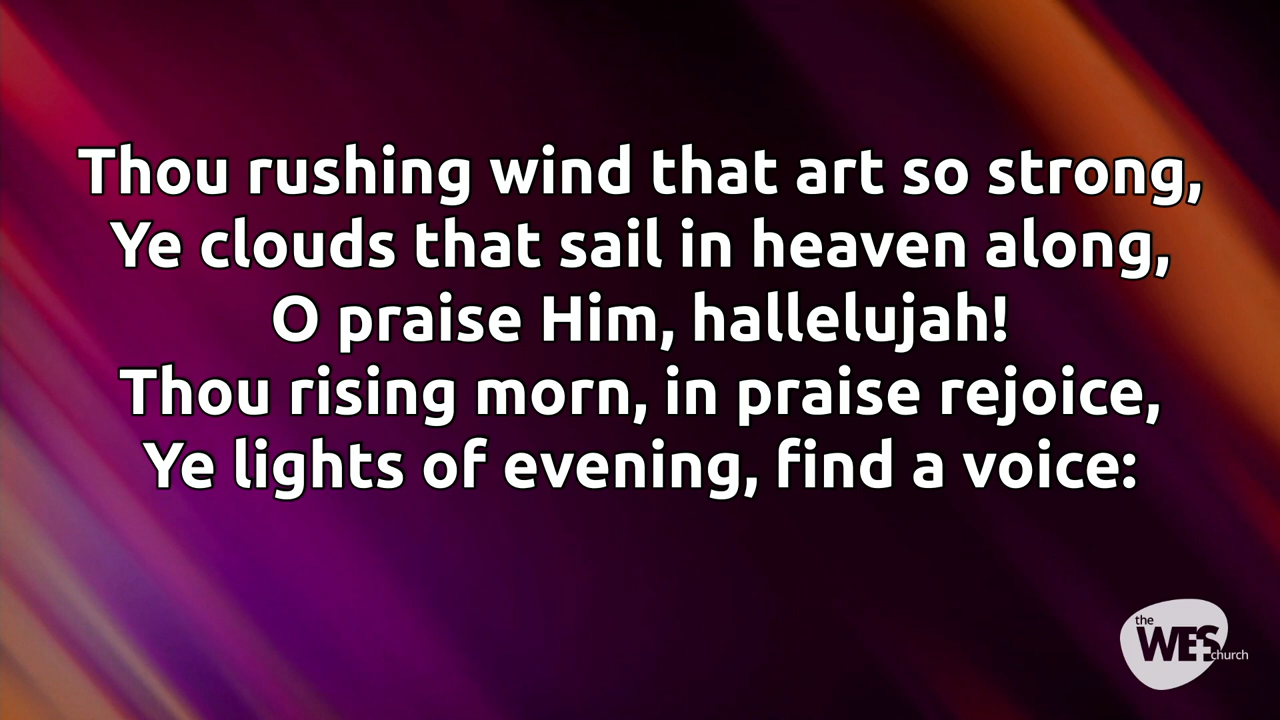 Thou rushing wind that art so strong,
Ye clouds that sail in heaven along,
O praise Him, hallelujah!
Thou rising morn, in praise rejoice,
Ye lights of evening, find a voice:
the
WES
church